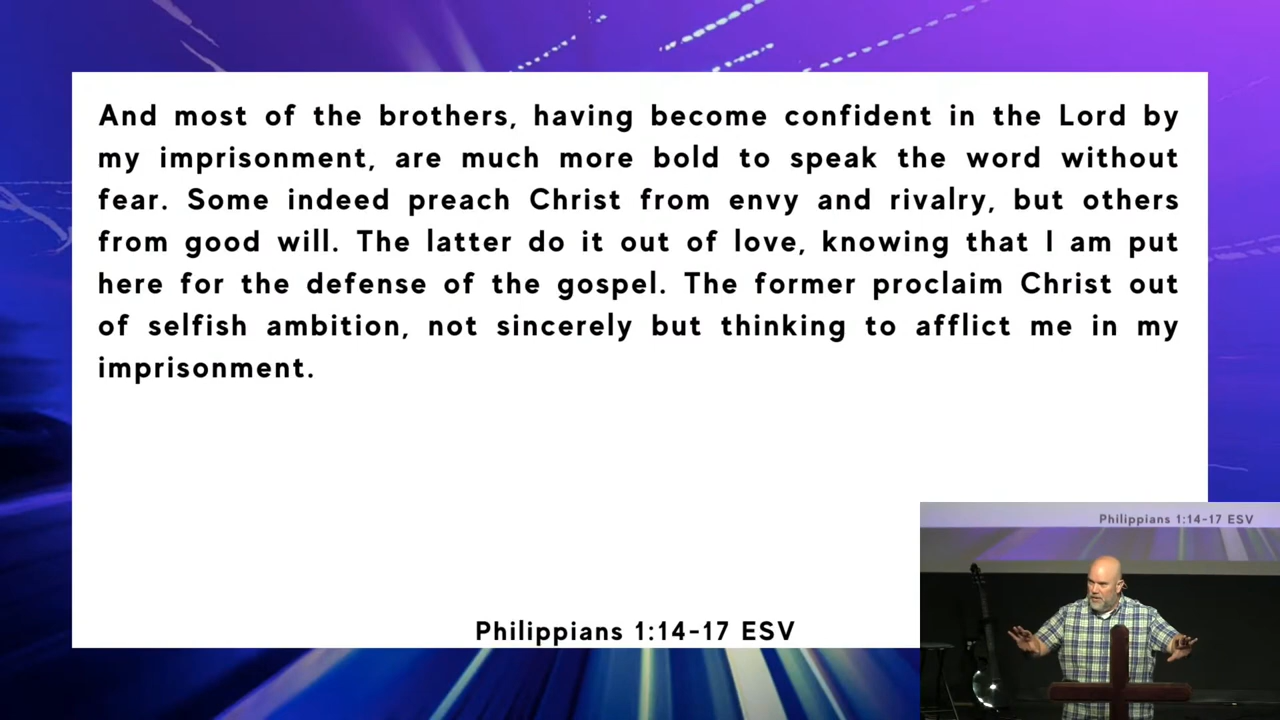 And most of the brothers, having become confident in the Lord by
my imprisonment, are much more bold to speak the word without
fear. Some indeed preach Christ from envy and rivalry, but others
from good will. The latter do it out of love, knowing that I am put
here for the defense of the gospel. The former proclaim Christ out
of selfish ambition, not sincerely but thinking to afflict me in my
imprisonment.
Philippians 1:14-17 ESV
Philippians 1:14-17 ESV